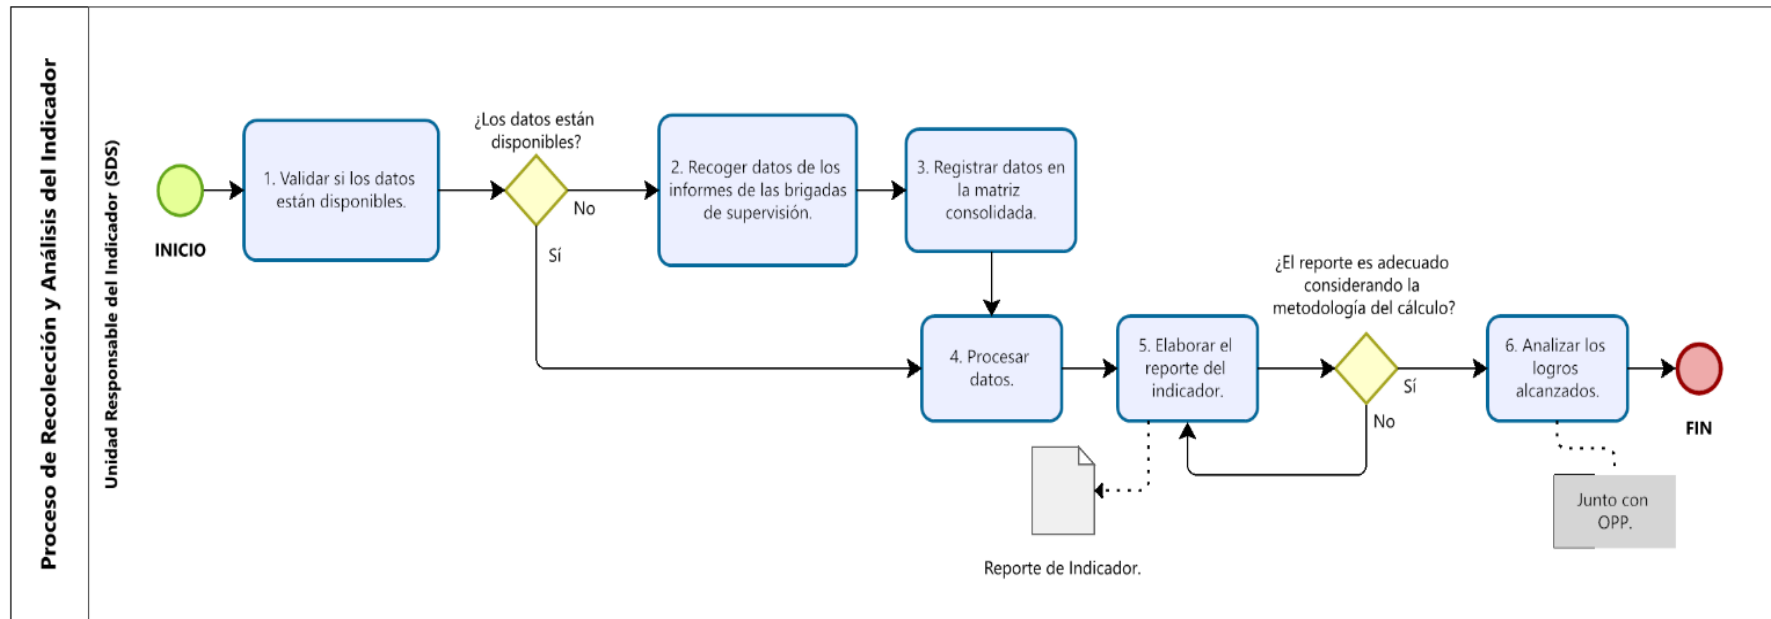 Proceso de Recolección y Análisis del Indicador
Unidad Responsable del Indicador (SDS)
INICIO
1. Validar si los datos
están disponibles.
¿Los datos están
disponibles?
No
Sí
2. Recoger datos de los
informes de las brigadas
de supervisión.
3. Registrar datos en
la matriz
consolidada.
4. Procesar
datos.
5. Elaborar el
reporte del
indicador.
Reporte de Indicador.
¿El reporte es adecuado
considerando la
metodología del cálculo?
Sí
No
6. Analizar los
logros
alcanzados.
Junto con
OPP.
FIN